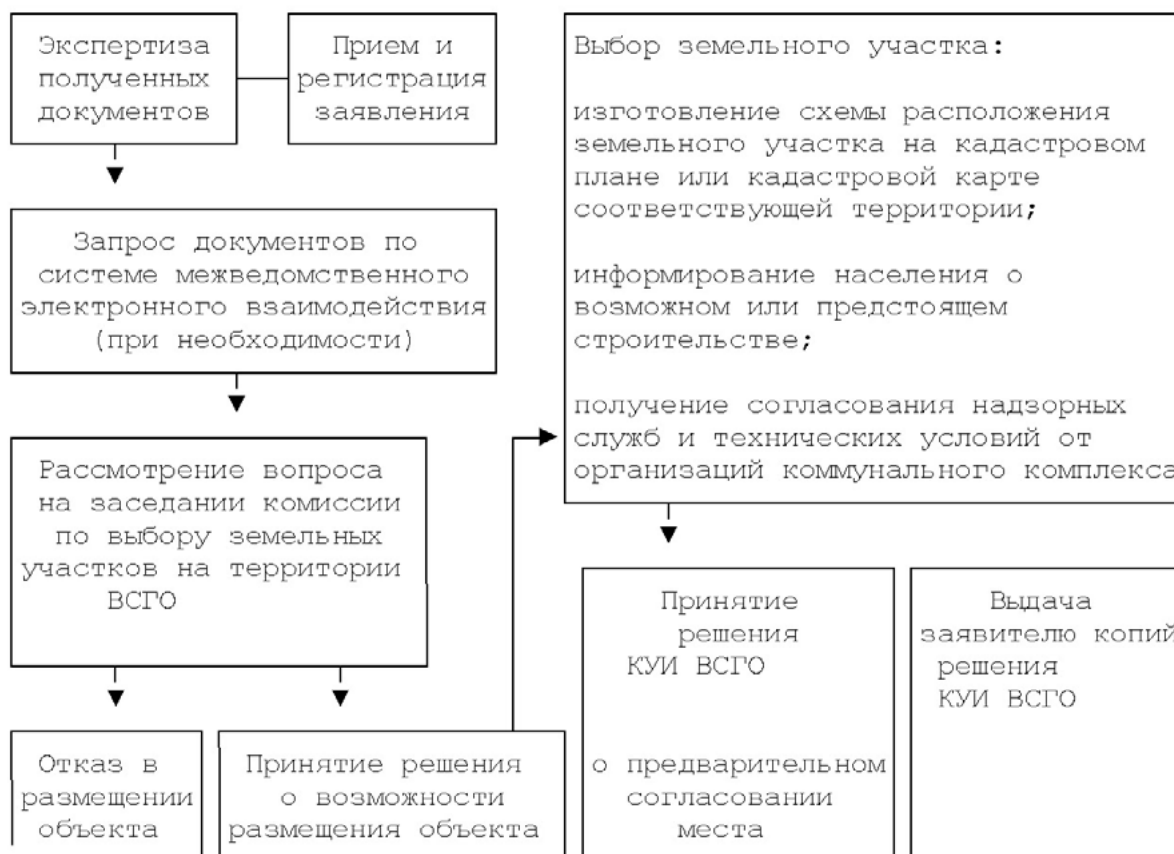 Экспертиза
полученных
документов
Прием и
регистрация
заявления
Запрос документов по
системе межведомственного
электронного взаимодействия
(при необходимости)
Рассмотрение вопроса
на заседании комиссии
по выбору земельных
участков на территории
ВСГО
Отказ в
размещении
объекта
Принятие решения
о возможности
размещения объекта
Выбор земельного участка:
изготовление схемы расположения
земельного участка на кадастровом
плане или кадастровой карте
соответствующей территории;
информирование населения о
возможном или предстоящем
строительстве;
получение согласования надзорных
служб и технических условий от
организаций коммунального комплекса
Принятие
решения
КУИ ВСГО
о предварительном
согласовании
места
Выдача
заявителю копий
решения
КУИ ВСГО